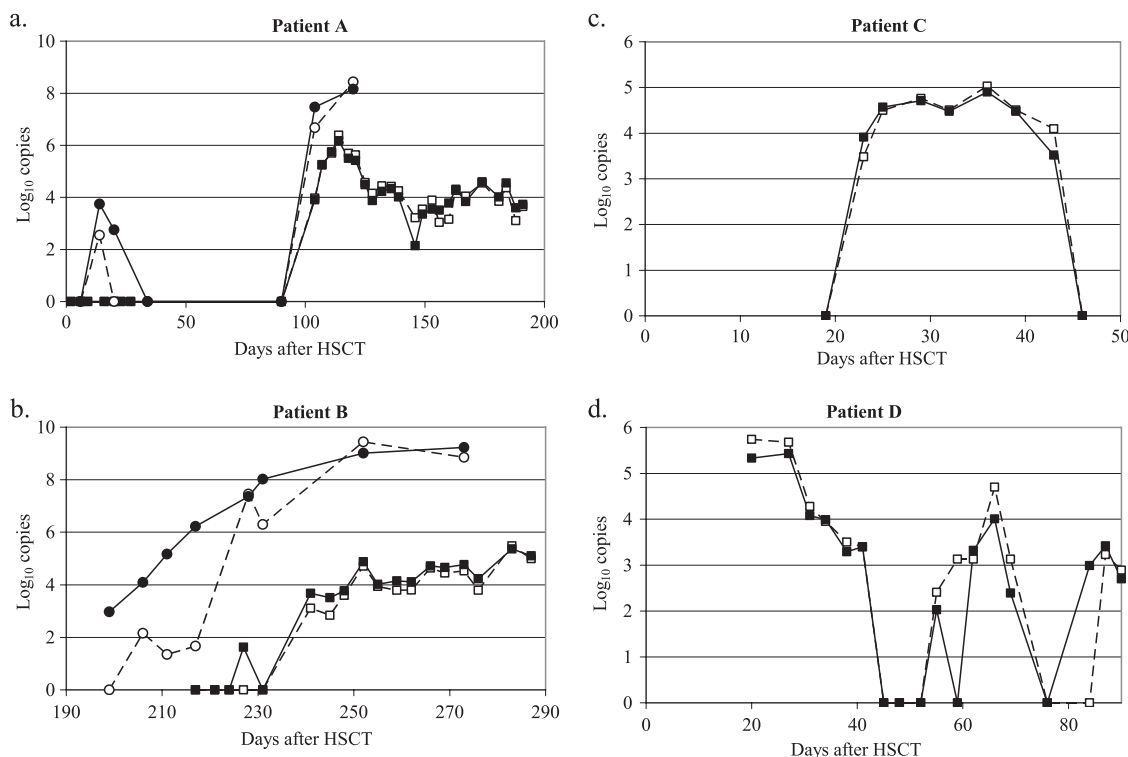 a.
Patient A
10
8
6
4
2
0
Log₁₀ copies
0 50 100 150 200
Days after HSCT
c.
Patient C
6
5
4
3
2
1
0
Log₁₀ copies
0 10 20 30 40 50
Days after HSCT
b.
Patient B
10
8
6
4
2
0
Log₁₀ copies
190 210 230 250 270 290
Days after HSCT
d.
Patient D
6
5
4
3
2
1
0
Log₁₀ copies
0 20 40 60 80
Days after HSCT